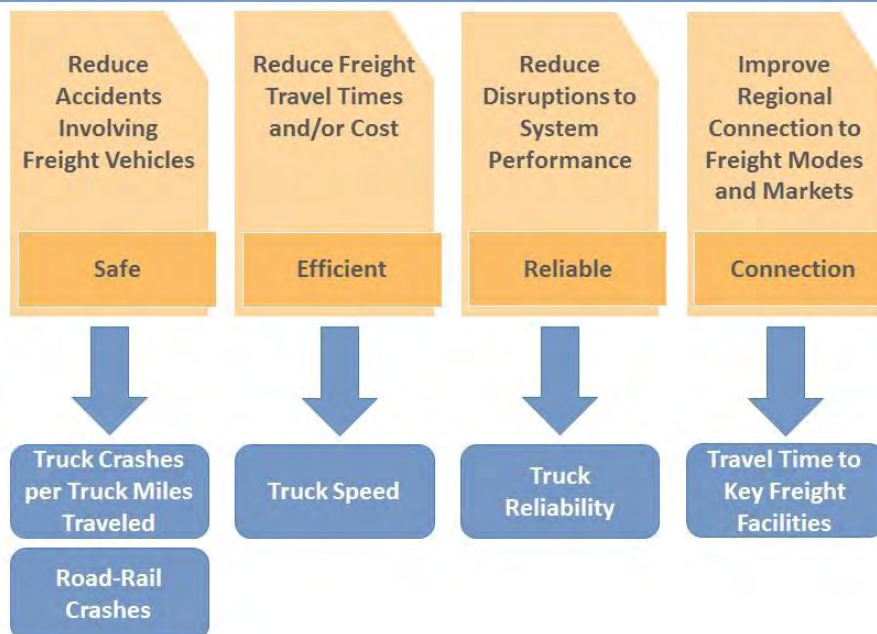 Reduce
Accidents
Involving
Freight Vehicles
Safe
Reduce Freight
Travel Times
and/or Cost
Efficient
Reduce
Disruptions to
System
Performance
Reliable
Improve
Regional
Connection to
Freight Modes
and Markets
Connection
Truck Crashes
per Truck Miles
Traveled
Road-Rail
Crashes
Truck Speed
Truck
Reliability
Travel Time to
Key Freight
Facilities